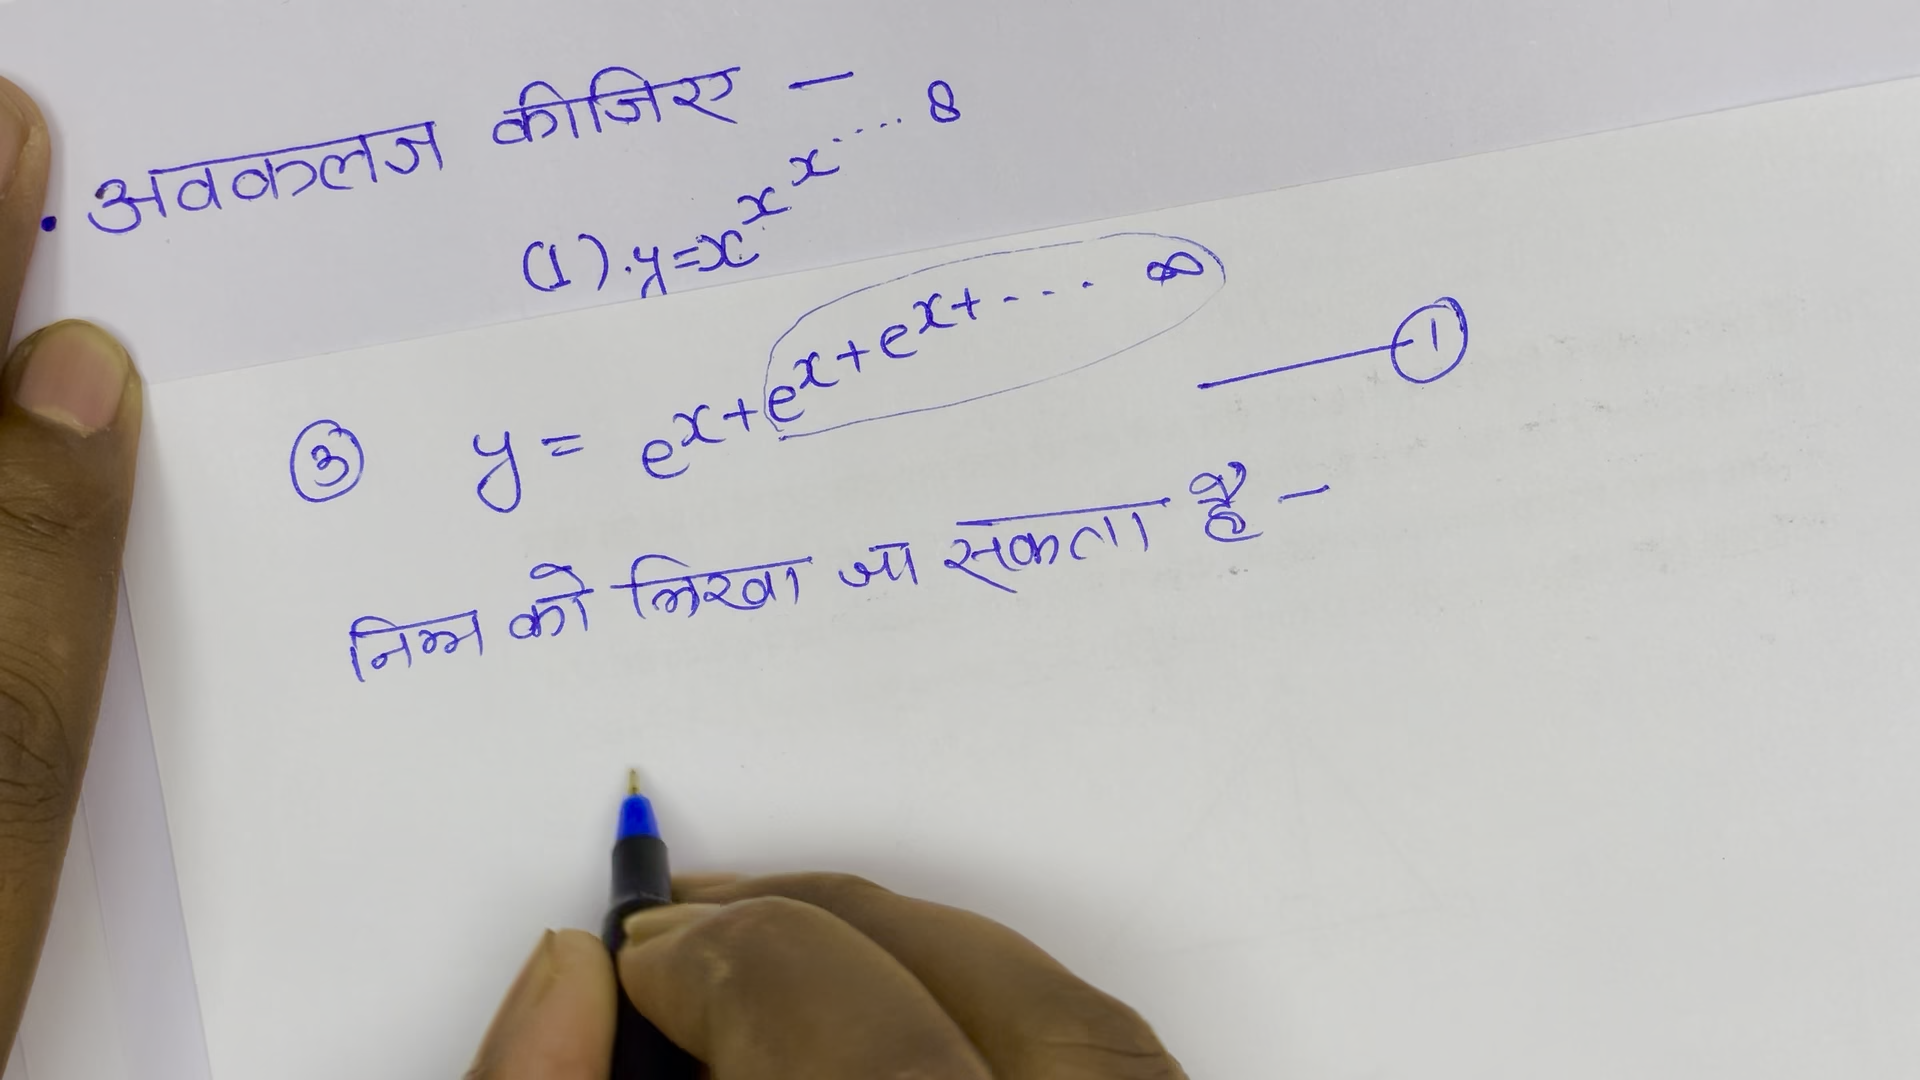 . अवकलज कीजिए –
(1). y = x^x^x^.... ∞
③ y = e^x+e^x+e^x+--- ∞ —— ①
निम्न को लिखा जा सकता है –